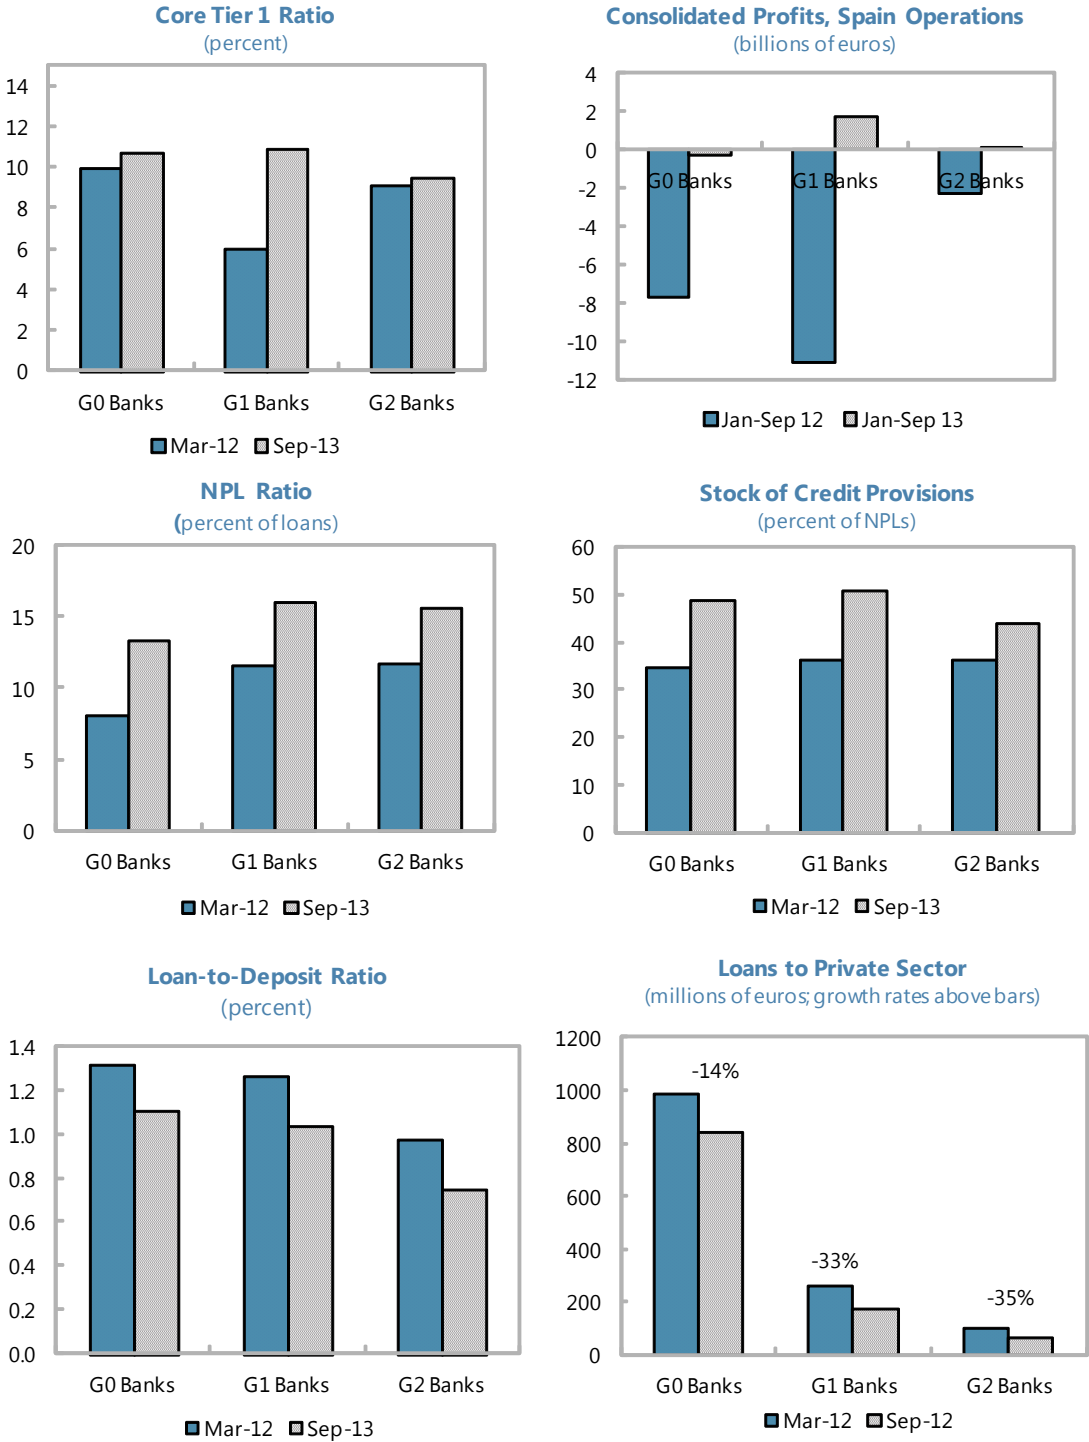 Core Tier 1 Ratio
(percent)
14
12
10
8
6
4
2
0
G0 Banks G1 Banks G2 Banks
Mar-12 Sep-13
Consolidated Profits, Spain Operations
(billions of euros)
4
2
0
-2
-4
-6
-8
-10
-12
G0 Banks G1 Banks G2 Banks
Jan-Sep 12 Jan-Sep 13
NPL Ratio
(percent of loans)
20
15
10
5
0
G0 Banks G1 Banks G2 Banks
Mar-12 Sep-13
Stock of Credit Provisions
(percent of NPLs)
60
50
40
30
20
10
0
G0 Banks G1 Banks G2 Banks
Mar-12 Sep-13
Loan-to-Deposit Ratio
(percent)
1.4
1.2
1.0
0.8
0.6
0.4
0.2
0.0
G0 Banks G1 Banks G2 Banks
Mar-12 Sep-13
Loans to Private Sector
(millions of euros; growth rates above bars)
1200
1000
800
600
400
200
0
-14%
-33%
-35%
G0 Banks G1 Banks G2 Banks
Mar-12 Sep-12